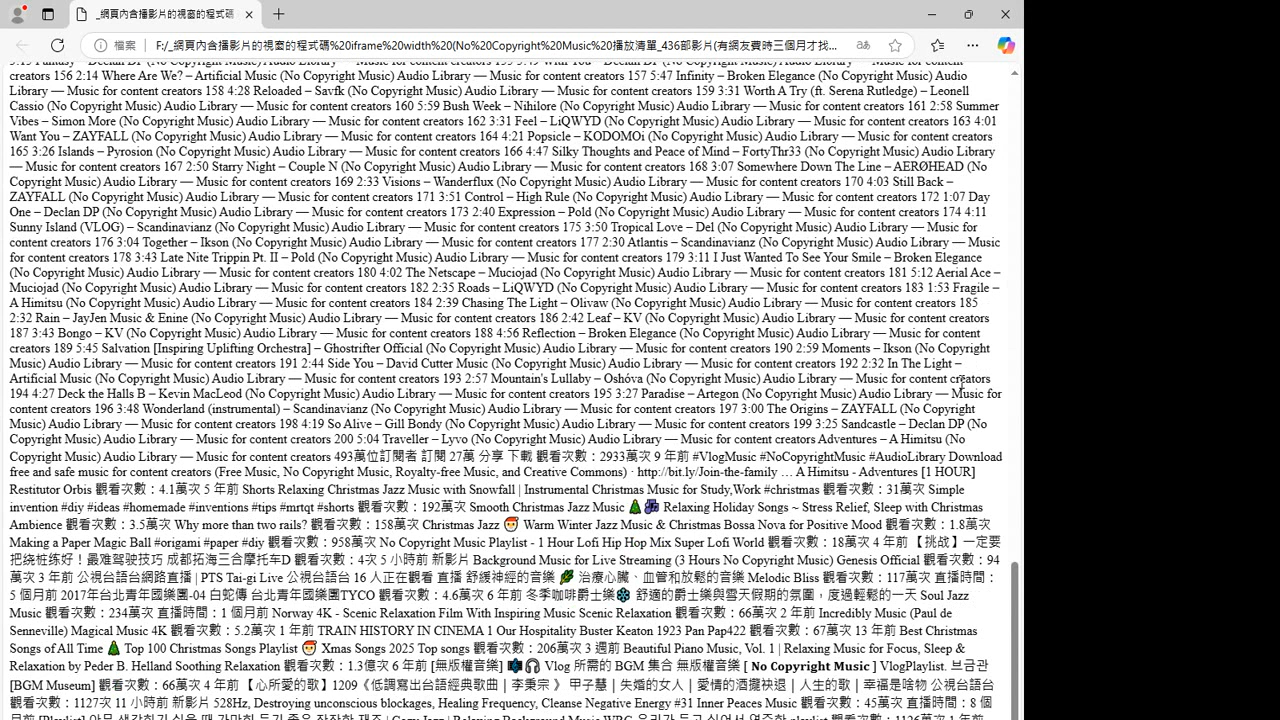 _網頁內含播影片的視窗的程式碼
檔案 F:/_網頁內含播影片的視窗的程式碼%20iframe%20width(No%20Copyright%20Music%20播放清單_436部影片(有網友費時三個月才找...
creators 156 2:14 Where Are We? – Artificial Music (No Copyright Music) Audio Library — Music for content creators 157 5:47 Infinity – Broken Elegance (No Copyright Music) Audio
Library — Music for content creators 158 4:28 Reloaded – Savfk (No Copyright Music) Audio Library — Music for content creators 159 3:31 Worth A Try (ft. Serena Rutledge) – Leonell
Cassio (No Copyright Music) Audio Library — Music for content creators 160 5:59 Bush Week – Nihilore (No Copyright Music) Audio Library — Music for content creators 161 2:58 Summer
Vibes – Simon More (No Copyright Music) Audio Library — Music for content creators 162 3:31 Feel – LiQWYD (No Copyright Music) Audio Library — Music for content creators 163 4:01
Want You – ZAYFALL (No Copyright Music) Audio Library — Music for content creators 164 4:21 Popsicle – KODOMOi (No Copyright Music) Audio Library — Music for content creators
165 3:26 Islands – Pyrosion (No Copyright Music) Audio Library — Music for content creators 166 4:47 Silky Thoughts and Peace of Mind – FortyThr33 (No Copyright Music) Audio Library
— Music for content creators 167 2:50 Starry Night – Couple N (No Copyright Music) Audio Library — Music for content creators 168 3:07 Somewhere Down The Line – AERØHEAD (No
Copyright Music) Audio Library — Music for content creators 169 2:33 Visions – Wanderflux (No Copyright Music) Audio Library — Music for content creators 170 4:03 Still Back –
ZAYFALL (No Copyright Music) Audio Library — Music for content creators 171 3:51 Control – High Rule (No Copyright Music) Audio Library — Music for content creators 172 1:07 Day
One – Declan DP (No Copyright Music) Audio Library — Music for content creators 173 2:40 Expression – Pold (No Copyright Music) Audio Library — Music for content creators 174 4:11
Sunny Island (VLOG) – Scandinavianz (No Copyright Music) Audio Library — Music for content creators 175 3:50 Tropical Love – Del (No Copyright Music) Audio Library — Music for
content creators 176 3:04 Together – Ikson (No Copyright Music) Audio Library — Music for content creators 177 2:30 Atlantis – Scandinavianz (No Copyright Music) Audio Library — Music
for content creators 178 3:43 Late Nite Trippin Pt. II – Pold (No Copyright Music) Audio Library — Music for content creators 179 3:11 I Just Wanted To See Your Smile – Broken Elegance
(No Copyright Music) Audio Library — Music for content creators 180 4:02 The Netscape – Muciojad (No Copyright Music) Audio Library — Music for content creators 181 5:12 Aerial Ace –
Muciojad (No Copyright Music) Audio Library — Music for content creators 182 2:35 Roads – LiQWYD (No Copyright Music) Audio Library — Music for content creators 183 1:53 Fragile –
A Himitsu (No Copyright Music) Audio Library — Music for content creators 184 2:39 Chasing The Light – Olivaw (No Copyright Music) Audio Library — Music for content creators 185
2:32 Rain – JayJen Music & Enine (No Copyright Music) Audio Library — Music for content creators 186 2:42 Leaf – KV (No Copyright Music) Audio Library — Music for content creators
187 3:43 Bongo – KV (No Copyright Music) Audio Library — Music for content creators 188 4:56 Reflection – Broken Elegance (No Copyright Music) Audio Library — Music for content
creators 189 5:45 Salvation [Inspiring Uplifting Orchestra] – Ghostrifter Official (No Copyright Music) Audio Library — Music for content creators 190 2:59 Moments – Ikson (No Copyright
Music) Audio Library — Music for content creators 191 2:44 Side You – David Cutter Music (No Copyright Music) Audio Library — Music for content creators 192 2:32 In The Light –
Artificial Music (No Copyright Music) Audio Library — Music for content creators 193 2:57 Mountain's Lullaby – Oshóva (No Copyright Music) Audio Library — Music for content creators
194 4:27 Deck the Halls B – Kevin MacLeod (No Copyright Music) Audio Library — Music for content creators 195 3:27 Paradise – Artegon (No Copyright Music) Audio Library — Music for
content creators 196 3:48 Wonderland (instrumental) – Scandinavianz (No Copyright Music) Audio Library — Music for content creators 197 3:00 The Origins – ZAYFALL (No Copyright
Music) Audio Library — Music for content creators 198 4:19 So Alive – Gill Bondy (No Copyright Music) Audio Library — Music for content creators 199 3:25 Sandcastle – Declan DP (No
Copyright Music) Audio Library — Music for content creators 200 5:04 Traveller – Lyvo (No Copyright Music) Audio Library — Music for content creators Adventures – A Himitsu (No
Copyright Music) Audio Library — Music for content creators 493萬位訂閱者 訂閱 27萬 分享 下載 觀看次數：2933萬次 9 年前 #VlogMusic #NoCopyrightMusic #AudioLibrary Download
free and safe music for content creators (Free Music, No Copyright Music, Royalty-free Music, and Creative Commons) · http://bit.ly/Join-the-family … A Himitsu - Adventures [1 HOUR]
Restitutor Orbis 觀看次數：4.1萬次 5 年前 Shorts Relaxing Christmas Jazz Music with Snowfall | Instrumental Christmas Music for Study,Work #christmas 觀看次數：31萬次 Simple
invention #diy #ideas #homemade #inventions #tips #mrtqt #shorts 觀看次數：192萬次 Smooth Christmas Jazz Music 🎄🎷 Relaxing Holiday Songs ~ Stress Relief, Sleep with Christmas
Ambience 觀看次數：3.5萬次 Why more than two rails? 觀看次數：158萬次 Christmas Jazz 🎅 Warm Winter Jazz Music & Christmas Bossa Nova for Positive Mood 觀看次數：1.8萬次
Making a Paper Magic Ball #origami #paper #diy 觀看次數：958萬次 No Copyright Music Playlist - 1 Hour Lofi Hip Hop Mix Super Lofi World 觀看次數：18萬次 4 年前 【挑战】一定要
把绕桩练好！最难驾驶技巧 成都拓海三合摩托车D 觀看次數：4次 5 小時前 新影片 Background Music for Live Streaming (3 Hours No Copyright Music) Genesis Official 觀看次數：94
萬次 3 年前 公視台語台網路直播 | PTS Tai-gi Live 公視台語台 16 人正在觀看 直播 舒緩神經的音樂 🌿 治療心臟、血管和放鬆的音樂 Melodic Bliss 觀看次數：117萬次 直播時間：
5 個月前 2017年台北青年國樂團-04 白蛇傳 台北青年國樂團TYCO 觀看次數：4.6萬次 6 年前 冬季咖啡爵士樂❄️ 舒適的爵士樂與雪天假期的氛圍，度過輕鬆的一天 Soul Jazz
Music 觀看次數：234萬次 直播時間：1 個月前 Norway 4K - Scenic Relaxation Film With Inspiring Music Scenic Relaxation 觀看次數：66萬次 2 年前 Incredibly Music (Paul de
Senneville) Magical Music 4K 觀看次數：5.2萬次 1 年前 TRAIN HISTORY IN CINEMA 1 Our Hospitality Buster Keaton 1923 Pan Pap422 觀看次數：67萬次 13 年前 Best Christmas
Songs of All Time 🎄 Top 100 Christmas Songs Playlist 🎅 Xmas Songs 2025 Top songs 觀看次數：206萬次 3 週前 Beautiful Piano Music, Vol. 1 | Relaxing Music for Focus, Sleep &
Relaxation by Peder B. Helland Soothing Relaxation 觀看次數：1.3億次 6 年前 [無版權音樂] 🎧 Vlog 所需的 BGM 集合 無版權音樂 [ No Copyright Music ] VlogPlaylist. 브금관
[BGM Museum] 觀看次數：66萬次 4 年前 【心所愛的歌】1209《低調寫出台語經典歌曲｜李秉宗 》 甲子慧｜失婚的女人｜愛情的酒攏袂退｜人生的歌｜幸福是啥物 公視台語台
觀看次數：1127次 11 小時前 新影片 528Hz, Destroying unconscious blockages, Healing Frequency, Cleanse Negative Energy #31 Inner Peaces Music 觀看次數：45萬次 直播時間：8 個